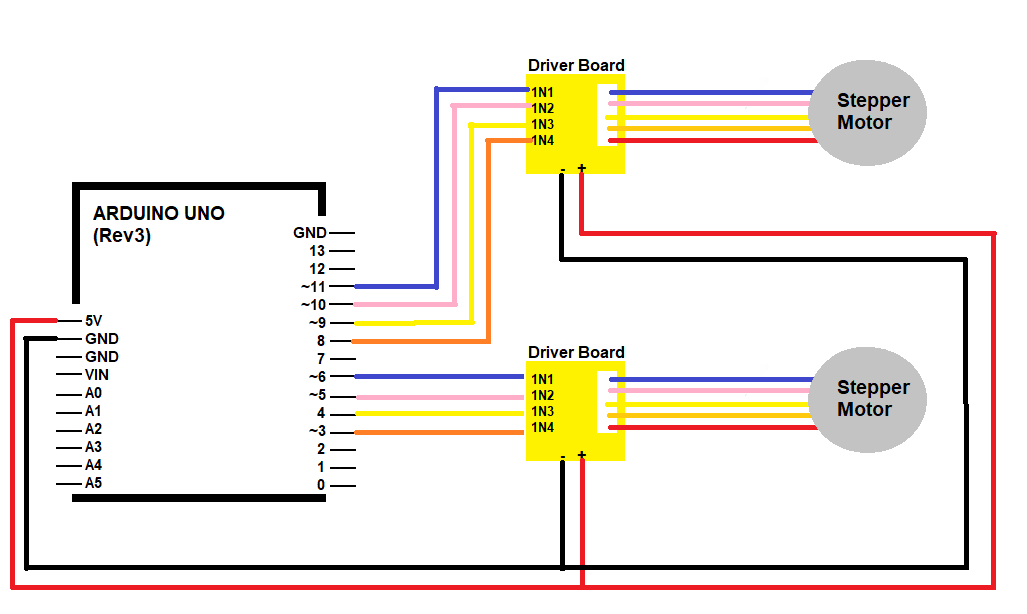 Driver Board
1N1
1N2
1N3
1N4
- +
Stepper
Motor
ARDUINO UNO
(Rev3)
GND
13
12
~11
~10
~9
8
7
~6
~5
4
~3
2
1
0
5V
GND
GND
VIN
A0
A1
A2
A3
A4
A5
Driver Board
1N1
1N2
1N3
1N4
- +
Stepper
Motor